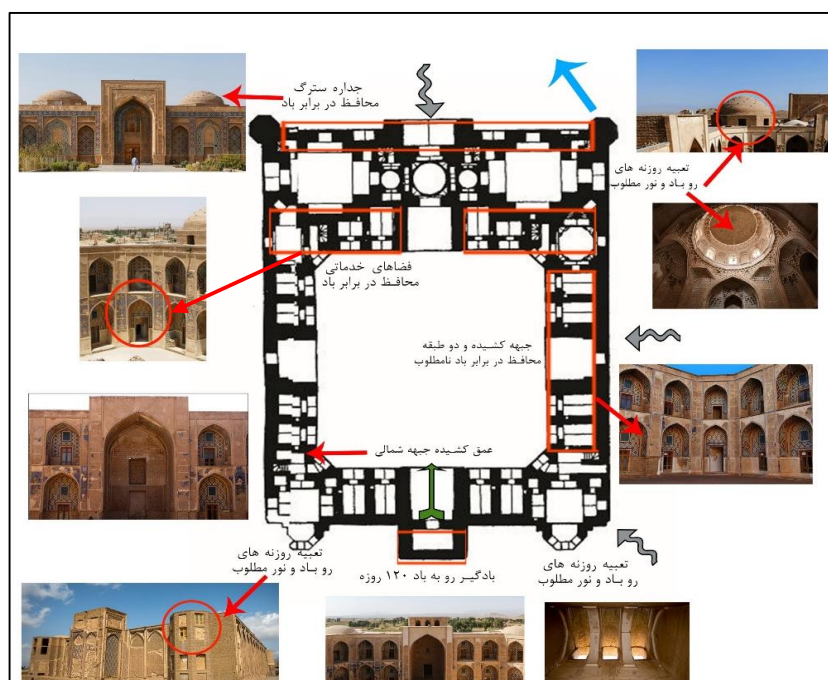 جداره سترگ
محافظ در برابر باد
تعبیه روزنه های
رو باد و نور مطلوب
فضاهای خدماتی
محافظ در برابر باد
جبهه کشیده و دو طبقه
محافظ در برابر باد نامطلوب
عمق کشیده جبهه شمالی
تعبیه روزنه های
رو باد و نور مطلوب
بادگیر رو به باد ۱۲۰ روزه
تعبیه روزنه های
رو باد و نور مطلوب